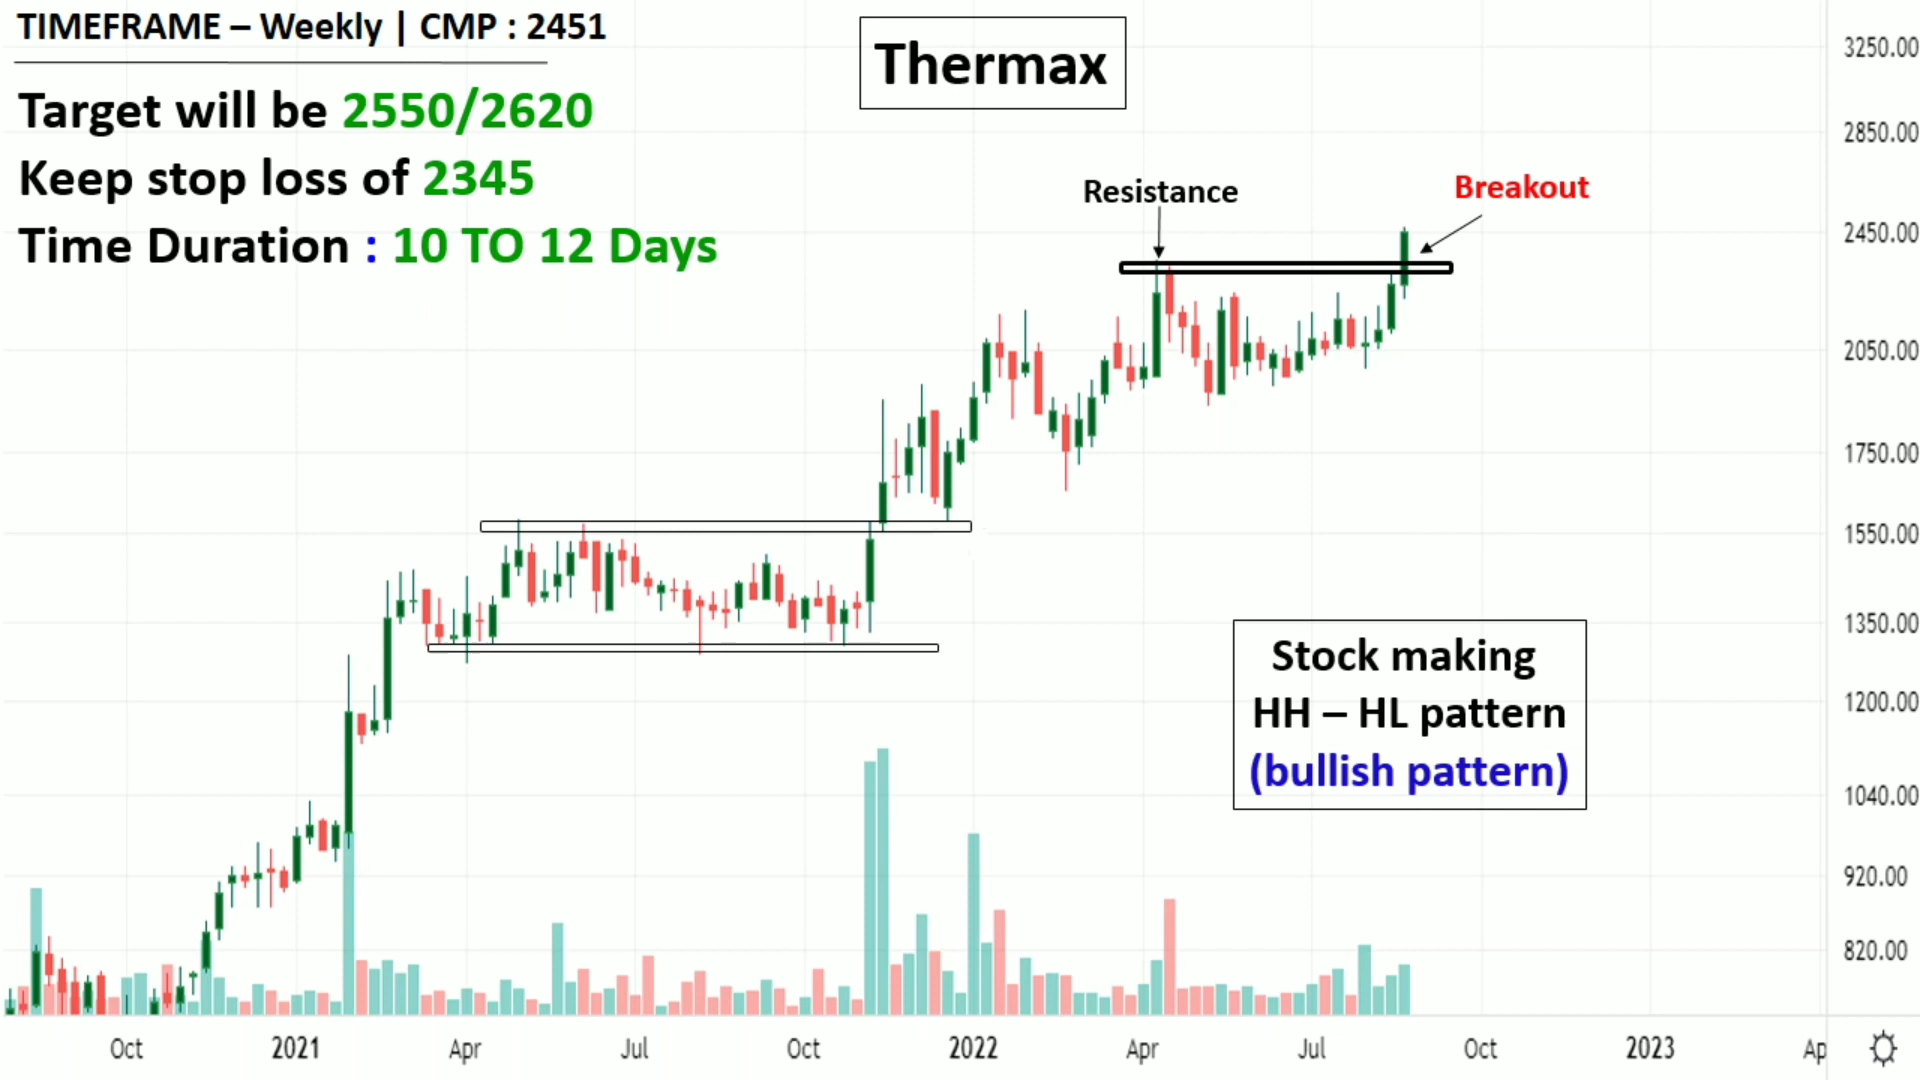 TIMEFRAME – Weekly | CMP : 2451
Thermax
Target will be 2550/2620
Keep stop loss of 2345
Time Duration : 10 TO 12 Days
Resistance
Breakout
Stock making
HH – HL pattern
(bullish pattern)
3250.00
2850.00
2450.00
2050.00
1750.00
1550.00
1350.00
1200.00
1040.00
920.00
820.00
Oct 2021 Apr Jul Oct 2022 Apr Jul Oct 2023 Ap